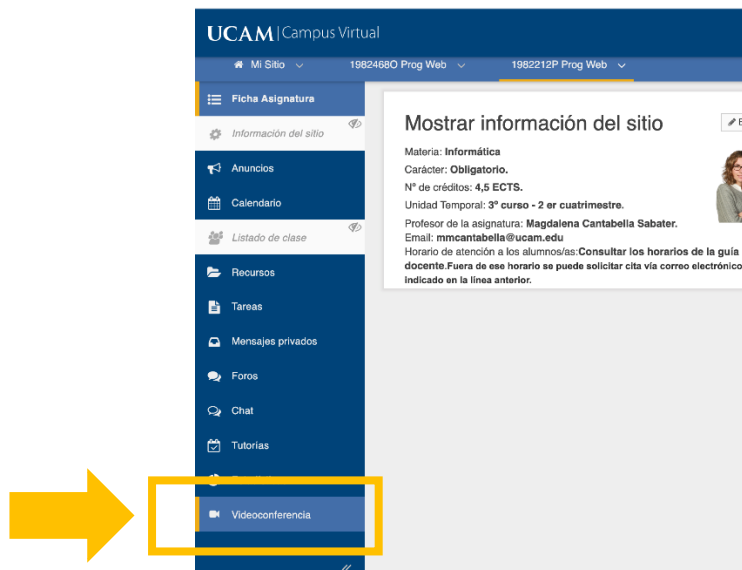 UCAM | Campus Virtual
Mi Sitio
1982468O Prog Web
1982212P Prog Web
Ficha Asignatura
Información del sitio
Anuncios
Calendario
Listado de clase
Recursos
Tareas
Mensajes privados
Foros
Chat
Tutorías
Videoconferencia
Mostrar información del sitio
Materia: Informática
Carácter: Obligatorio.
Nº de créditos: 4,5 ECTS.
Unidad Temporal: 3º curso - 2 er cuatrimestre.
Profesor de la asignatura: Magdalena Cantabella Sabater.
Email: mmcantabella@ucam.edu
Horario de atención a los alumnos/as:Consultar los horarios de la guía
docente.Fuera de ese horario se puede solicitar cita vía correo electrónico
indicado en la línea anterior.